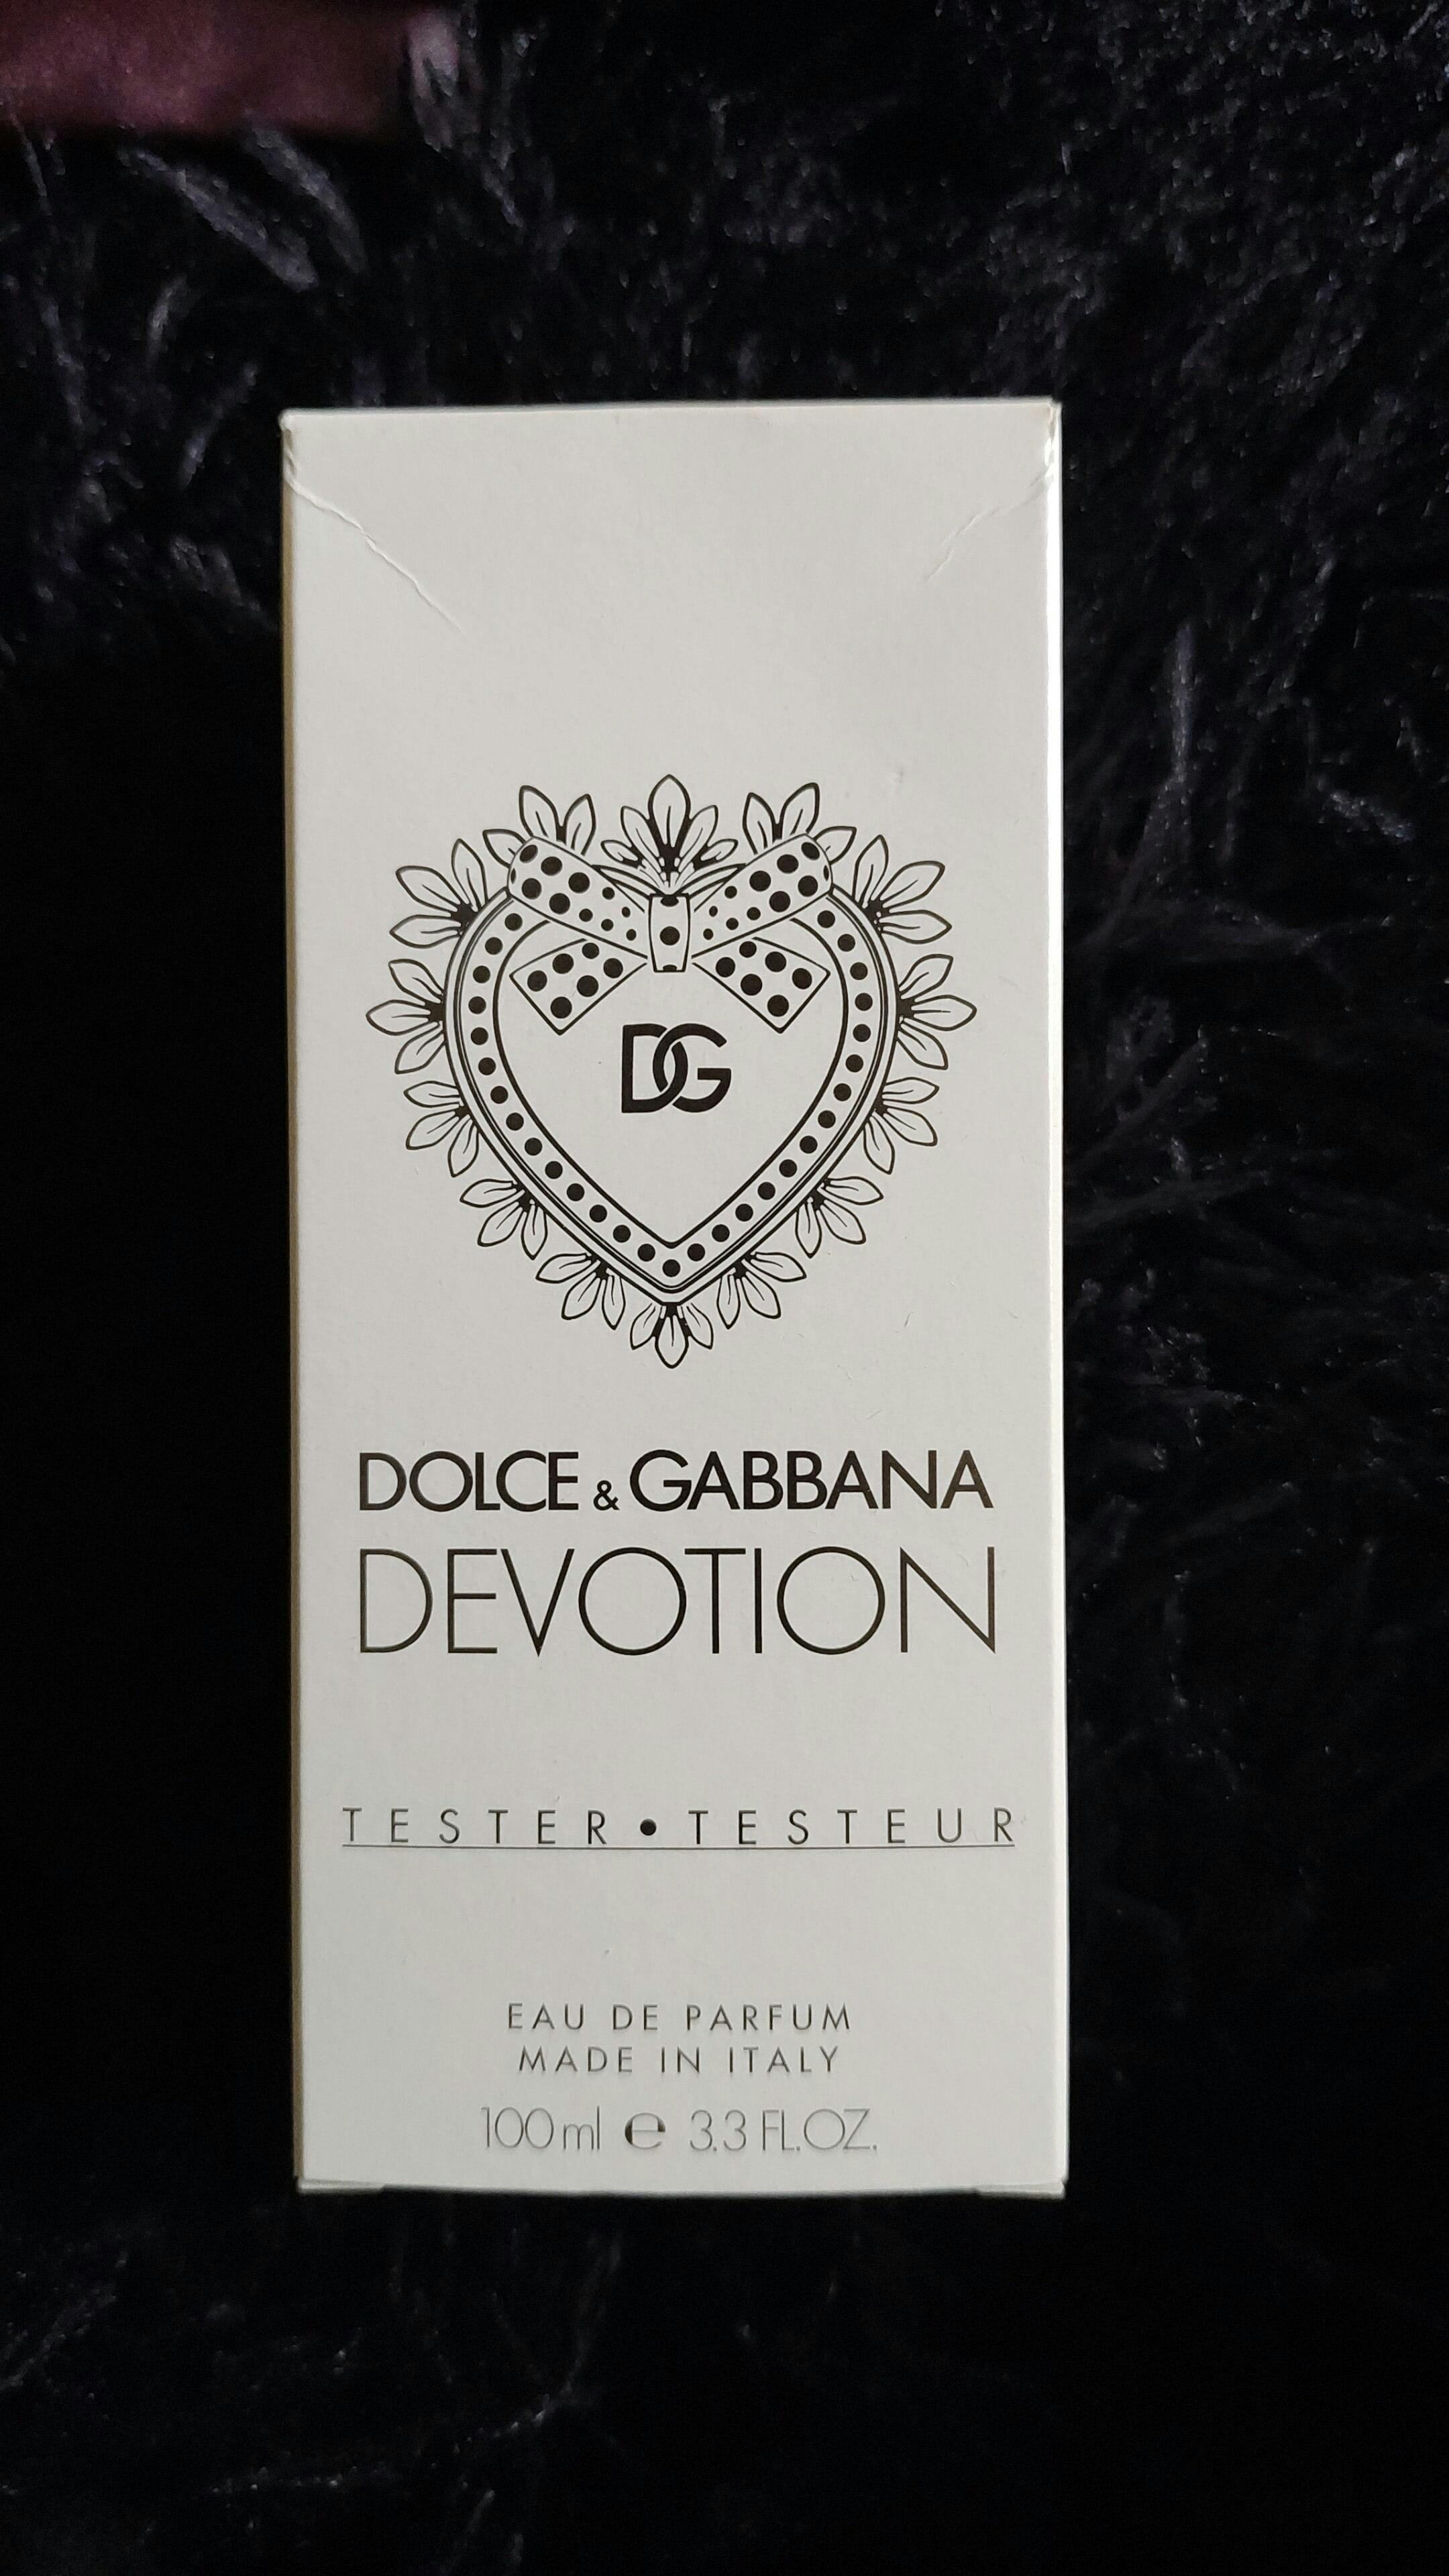 DG
DOLCE & GABBANA
DEVOTION
TESTER • TESTEUR
EAU DE PARFUM
MADE IN ITALY
100ml ℮ 3.3 FL.OZ.